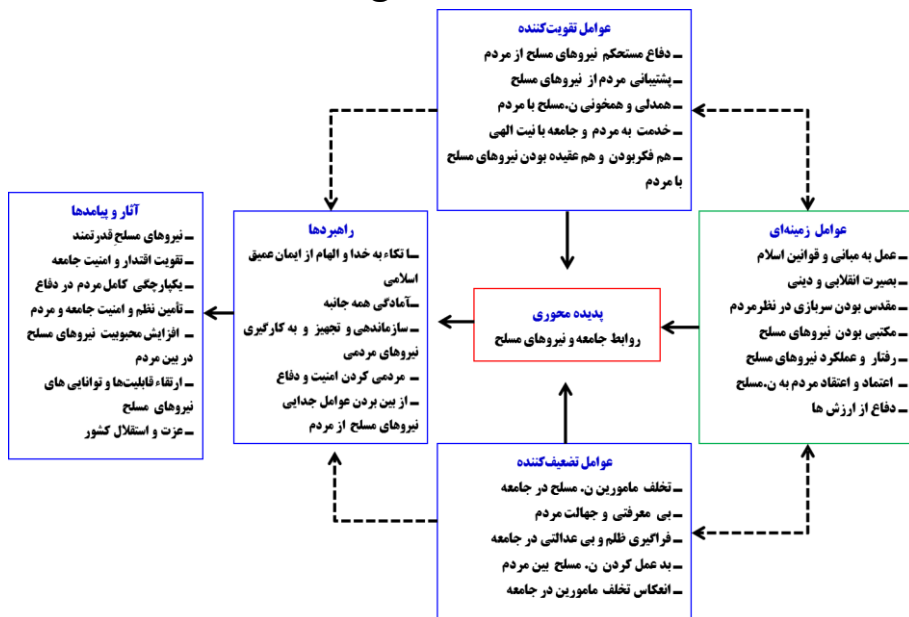 عوامل تقویت‌کننده
ـ دفاع مستحکم نیروهای مسلح از مردم
ـ پشتیبانی مردم از نیروهای مسلح
ـ همدلی و همخونی ن.مسلح با مردم
ـ خدمت به مردم و جامعه با نیت الهی
ـ هم فکربودن و هم عقیده بودن نیروهای مسلح
با مردم
عوامل زمینه‌ای
ـ عمل به مبانی و قوانین اسلام
ـ بصیرت انقلابی و دینی
ـ مقدس بودن سربازی در نظر مردم
ـ مکتبی بودن نیروهای مسلح
ـ رفتار و عملکرد نیروهای مسلح
ـ اعتماد و اعتقاد مردم به ن.مسلح
ـ دفاع از ارزش ها
پدیده محوری
روابط جامعه و نیروهای مسلح
راهبردها
ـ ا تکاء به خدا و الهام از ایمان عمیق
اسلامی
ـ آمادگی همه جانبه
ـ سازماندهی و تجهیز و به کارگیری
نیروهای مردمی
ـ مردمی کردن امنیت و دفاع
ـ از بین بردن عوامل جدایی
نیروهای مسلح از مردم
آثار و پیامدها
ـ نیروهای مسلحِ قدرتمند
ـ تقویت اقتدار و امنیت جامعه
ـ یکپارچگی کامل مردم در دفاع
ـ تأمین نظم و امنیت جامعه و مردم
ـ افزایش محبوبیت نیروهای مسلح
در بین مردم
ـ ارتقاء قابلیت‌ها و توانایی های
نیروهای مسلح
ـ عزت و استقلال کشور
عوامل تضعیف‌کننده
ـ تخلف مامورین ن. مسلح در جامعه
ـ بی معرفتی و جهالت مردم
ـ فراگیری ظلم و بی عدالتی در جامعه
ـ بد عمل کردن ن. مسلح بین مردم
ـ انعکاس تخلف مامورین در جامعه